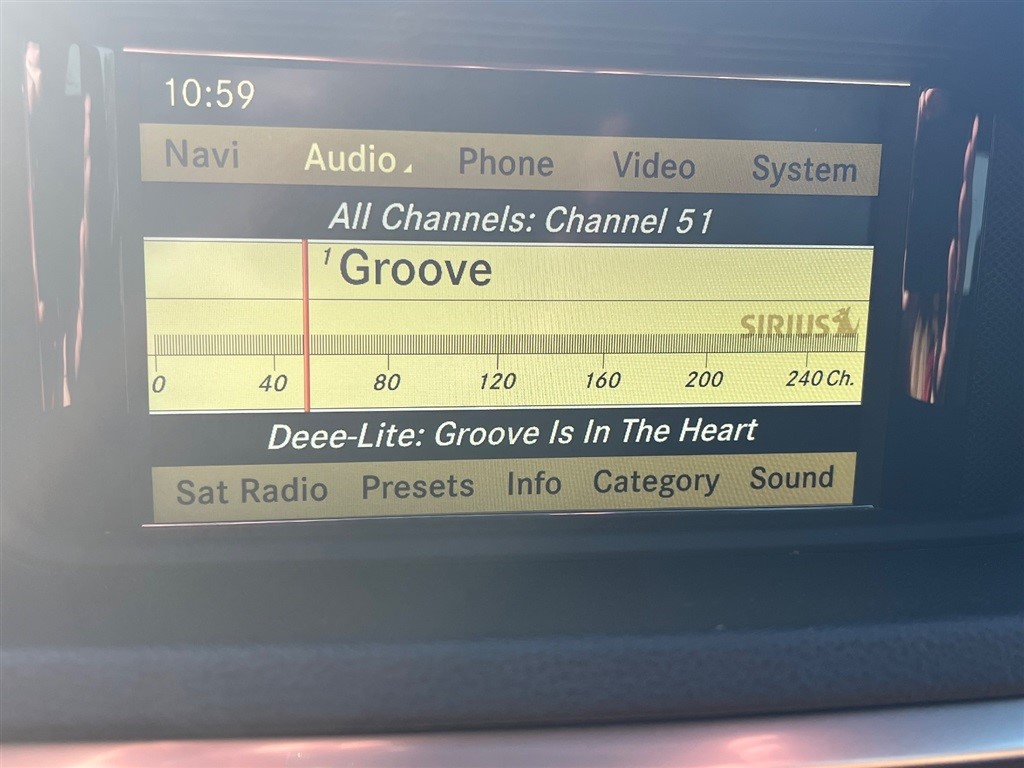 10:59
Navi Audio Phone Video System
All Channels: Channel 51
1 Groove
SIRIUS
0 40 80 120 160 200 240 Ch.
Deee-Lite: Groove Is In The Heart
Sat Radio Presets Info Category Sound